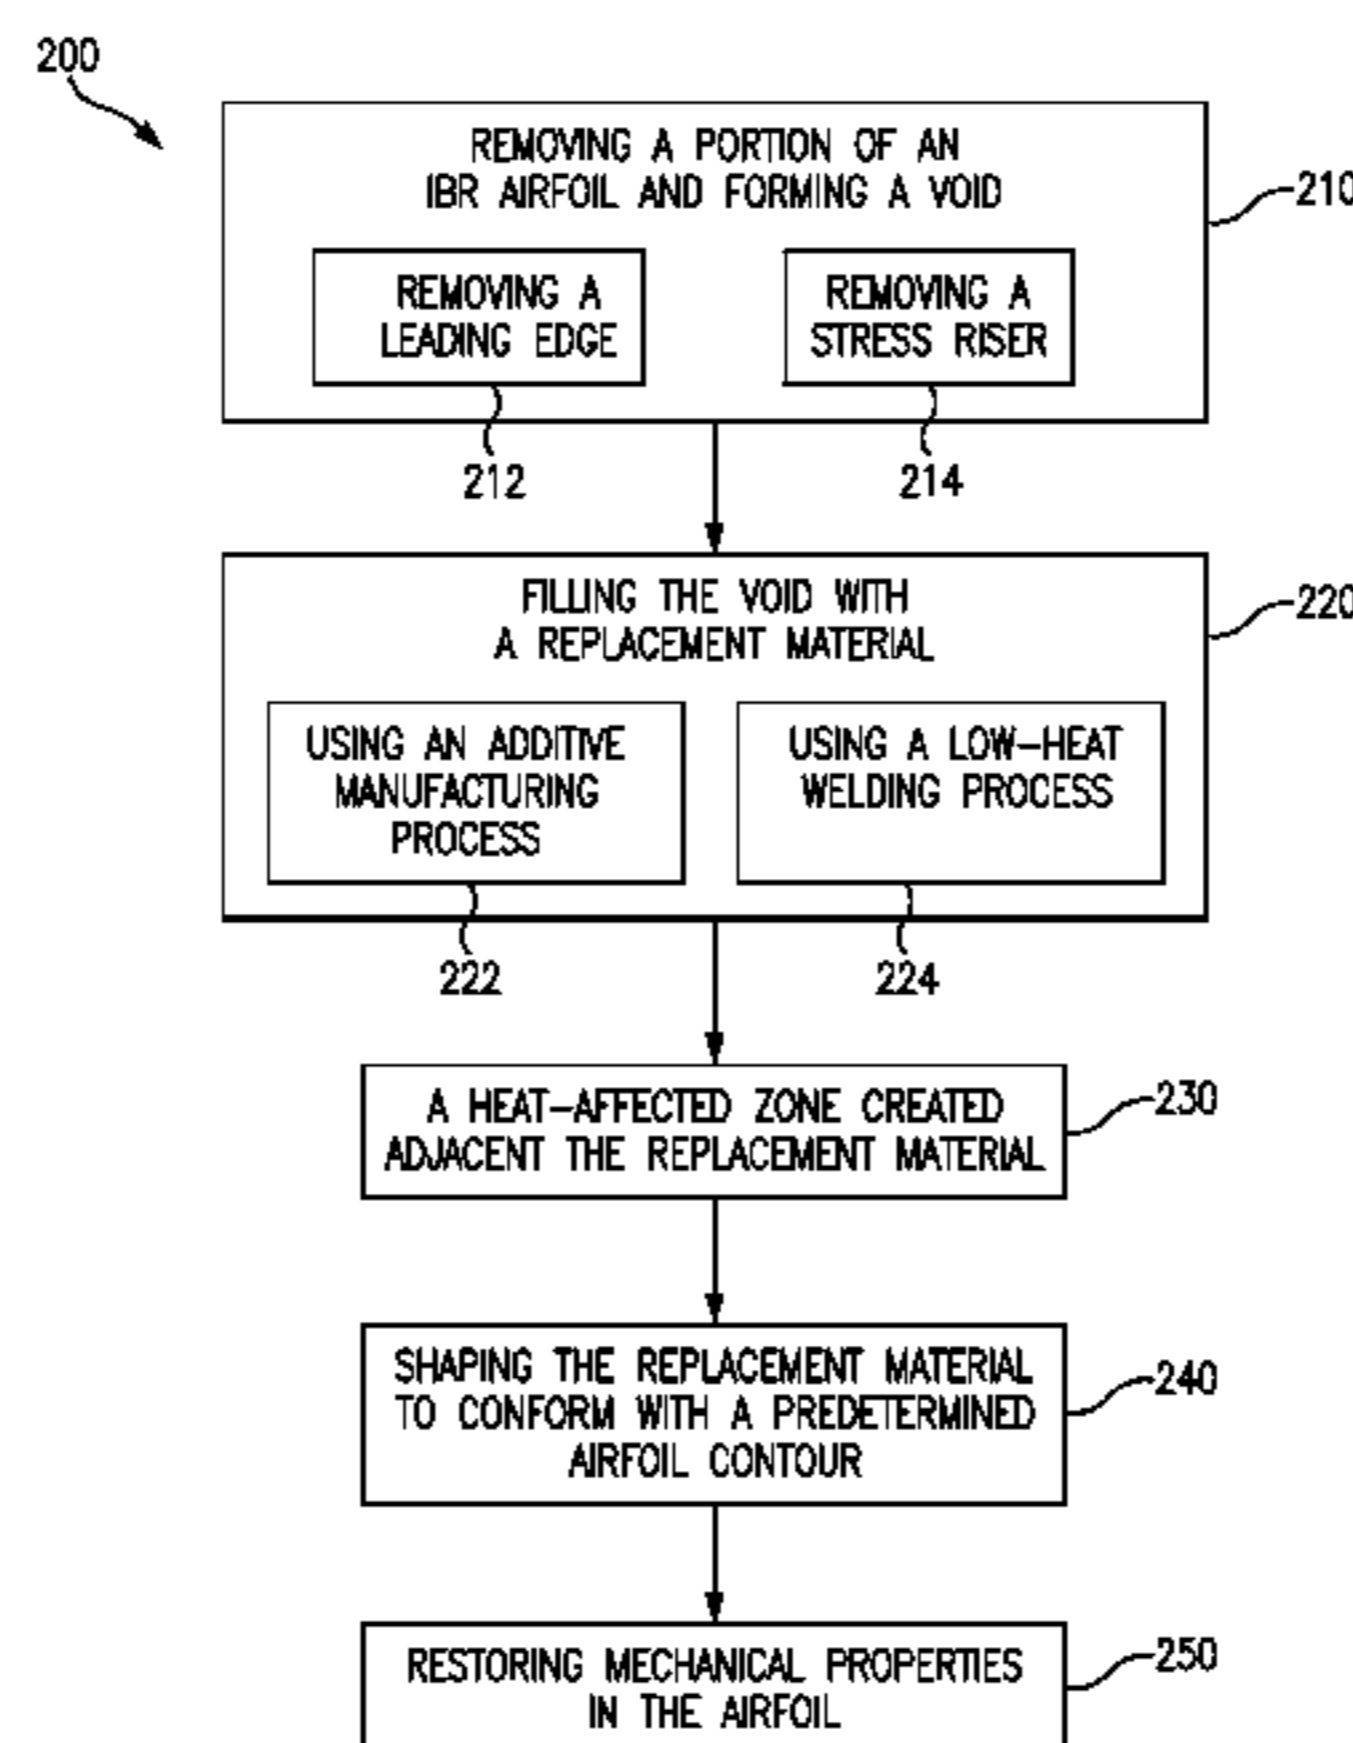 200
REMOVING A PORTION OF AN
IBR AIRFOIL AND FORMING A VOID
210
REMOVING A
LEADING EDGE
REMOVING A
STRESS RISER
212
214
FILLING THE VOID WITH
A REPLACEMENT MATERIAL
220
USING AN ADDITIVE
MANUFACTURING
PROCESS
USING A LOW-HEAT
WELDING PROCESS
222
224
A HEAT-AFFECTED ZONE CREATED
ADJACENT THE REPLACEMENT MATERIAL
230
SHAPING THE REPLACEMENT MATERIAL
TO CONFORM WITH A PREDETERMINED
AIRFOIL CONTOUR
240
RESTORING MECHANICAL PROPERTIES
IN THE AIRFOIL
250